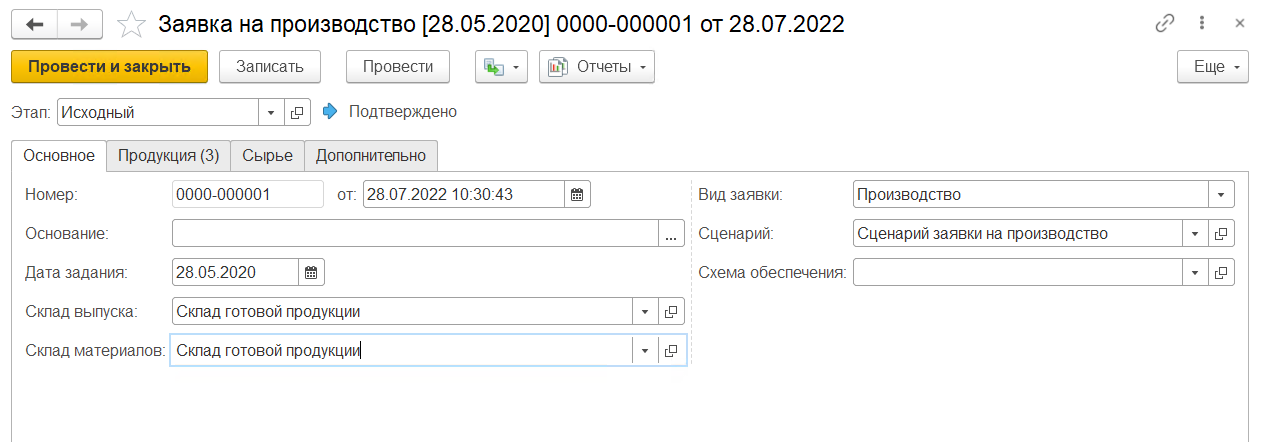 Заявка на производство [28.05.2020] 0000-000001 от 28.07.2022
Провести и закрыть Записать Провести Отчеты Еще
Этап: Исходный Подтверждено
Основное Продукция (3) Сырье Дополнительно
Номер: 0000-000001 от: 28.07.2022 10:30:43 Вид заявки: Производство
Основание: ... Сценарий: Сценарий заявки на производство
Дата задания: 28.05.2020 Схема обеспечения:
Склад выпуска: Склад готовой продукции
Склад материалов: Склад готовой продукции